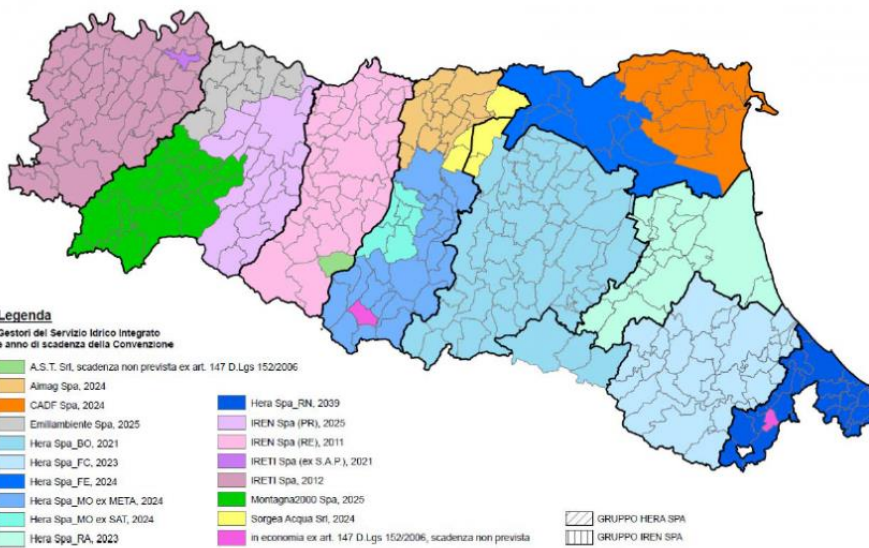 Legenda
Gestori del Servizio Idrico Integrato
e anno di scadenza della Convenzione
A.S.T. Srl, scadenza non prevista ex art. 147 D.Lgs 152/2006
Aimag Spa, 2024
CADF Spa, 2024
Emiliambiente Spa, 2025
Hera Spa_BO, 2021
Hera Spa_FC, 2023
Hera Spa_FE, 2024
Hera Spa_MO ex META, 2024
Hera Spa_MO ex SAT, 2024
Hera Spa_RA, 2023
Hera Spa_RN, 2039
IREN Spa (PR), 2025
IREN Spa (RE), 2011
IRETI Spa (ex S.A.P.), 2021
IRETI Spa, 2012
Montagna2000 Spa, 2025
Sorgea Acqua Srl, 2024
in economia ex art. 147 D.Lgs 152/2006, scadenza non prevista
GRUPPO HERA SPA
GRUPPO IREN SPA